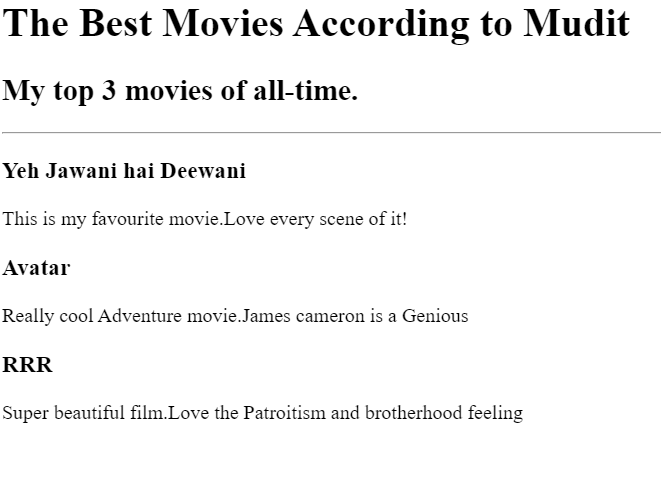 The Best Movies According to Mudit
My top 3 movies of all-time.
Yeh Jawani hai Deewani
This is my favourite movie.Love every scene of it!
Avatar
Really cool Adventure movie.James cameron is a Genious
RRR
Super beautiful film.Love the Patroitism and brotherhood feeling